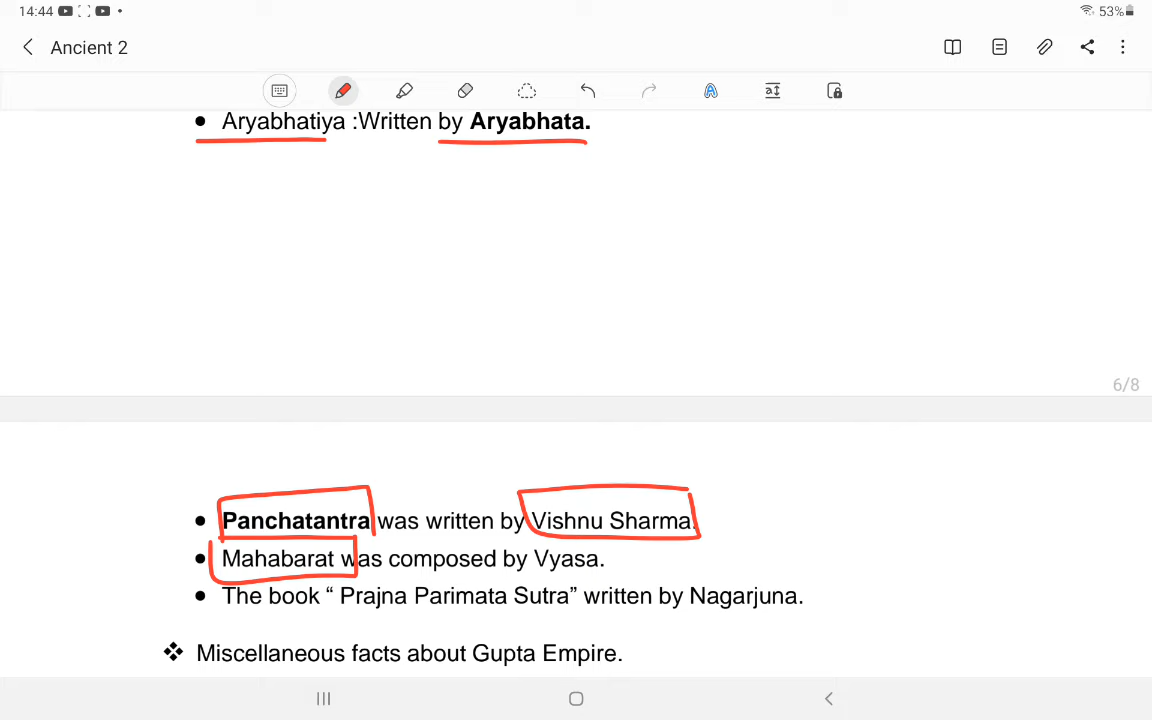 14:44
53%
Ancient 2
Aryabhatiya :Written by Aryabhata.
6/8
Panchatantra was written by Vishnu Sharma.
Mahabarat was composed by Vyasa.
The book “ Prajna Parimata Sutra” written by Nagarjuna.
Miscellaneous facts about Gupta Empire.